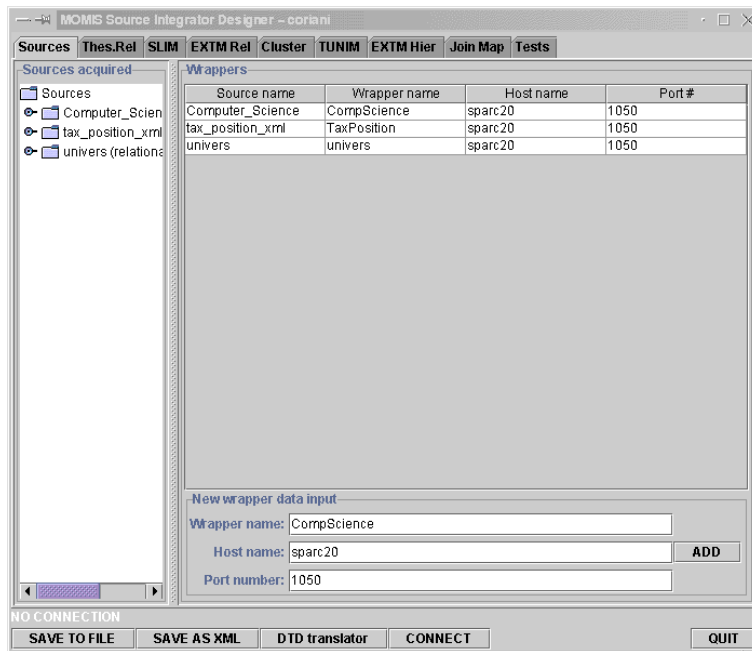 MOMIS Source Integrator Designer – coriani
Sources Thes.Rel SLIM EXTM Rel Cluster TUNIM EXTM Hier Join Map Tests
Sources acquired
Sources
Computer_Scien
tax_position_xml
univers (relationa
Wrappers
Source name Wrapper name Host name Port #
Computer_Science CompScience sparc20 1050
tax_position_xml TaxPosition sparc20 1050
univers univers sparc20 1050
New wrapper data input
Wrapper name: CompScience
Host name: sparc20 ADD
Port number: 1050
NO CONNECTION
SAVE TO FILE SAVE AS XML DTD translator CONNECT QUIT